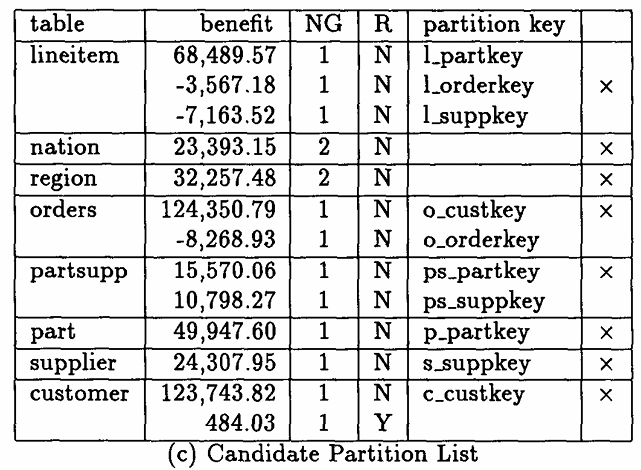 table benefit NG R partition key
lineitem 68,489.57 1 N l_partkey
-3,567.18 1 N l_orderkey ×
-7,163.52 1 N l_suppkey
nation 23,393.15 2 N ×
region 32,257.48 2 N ×
orders 124,350.79 1 N o_custkey ×
-8,268.93 1 N o_orderkey
partsupp 15,570.06 1 N ps_partkey ×
10,798.27 1 N ps_suppkey
part 49,947.60 1 N p_partkey ×
supplier 24,307.95 1 N s_suppkey ×
customer 123,743.82 1 N c_custkey ×
484.03 1 Y
(c) Candidate Partition List